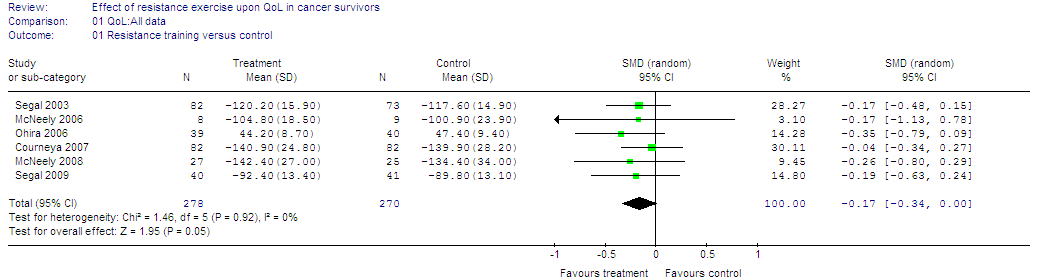 Review: Effect of resistance exercise upon QoL in cancer survivors
Comparison: 01 QoL:All data
Outcome: 01 Resistance training versus control
Study Treatment Control SMD (random) Weight SMD (random)
or sub-category N Mean (SD) N Mean (SD) 95% CI % 95% CI
Segal 2003 82 -120.20(15.90) 73 -117.60(14.90) 28.27 -0.17 [-0.48, 0.15]
McNeely 2006 8 -104.80(18.50) 9 -100.90(23.90) 3.10 -0.17 [-1.13, 0.78]
Ohira 2006 39 44.20(8.70) 40 47.40(9.40) 14.28 -0.35 [-0.79, 0.09]
Courneya 2007 82 -140.90(24.80) 82 -139.90(28.20) 30.11 -0.04 [-0.34, 0.27]
McNeely 2008 27 -142.40(27.00) 25 -134.40(34.00) 9.45 -0.26 [-0.80, 0.29]
Segal 2009 40 -92.40(13.40) 41 -89.80(13.10) 14.80 -0.19 [-0.63, 0.24]
Total (95% CI) 278 270 100.00 -0.17 [-0.34, 0.00]
Test for heterogeneity: Chi² = 1.46, df = 5 (P = 0.92), I² = 0%
Test for overall effect: Z = 1.95 (P = 0.05)
-1 -0.5 0 0.5 1
Favours treatment Favours control